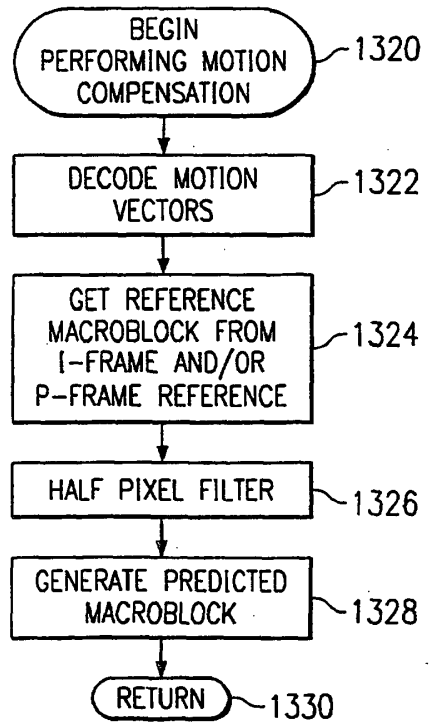 BEGIN
PERFORMING MOTION
COMPENSATION
1320
DECODE MOTION
VECTORS
1322
GET REFERENCE
MACROBLOCK FROM
I-FRAME AND/OR
P-FRAME REFERENCE
1324
HALF PIXEL FILTER
1326
GENERATE PREDICTED
MACROBLOCK
1328
RETURN
1330